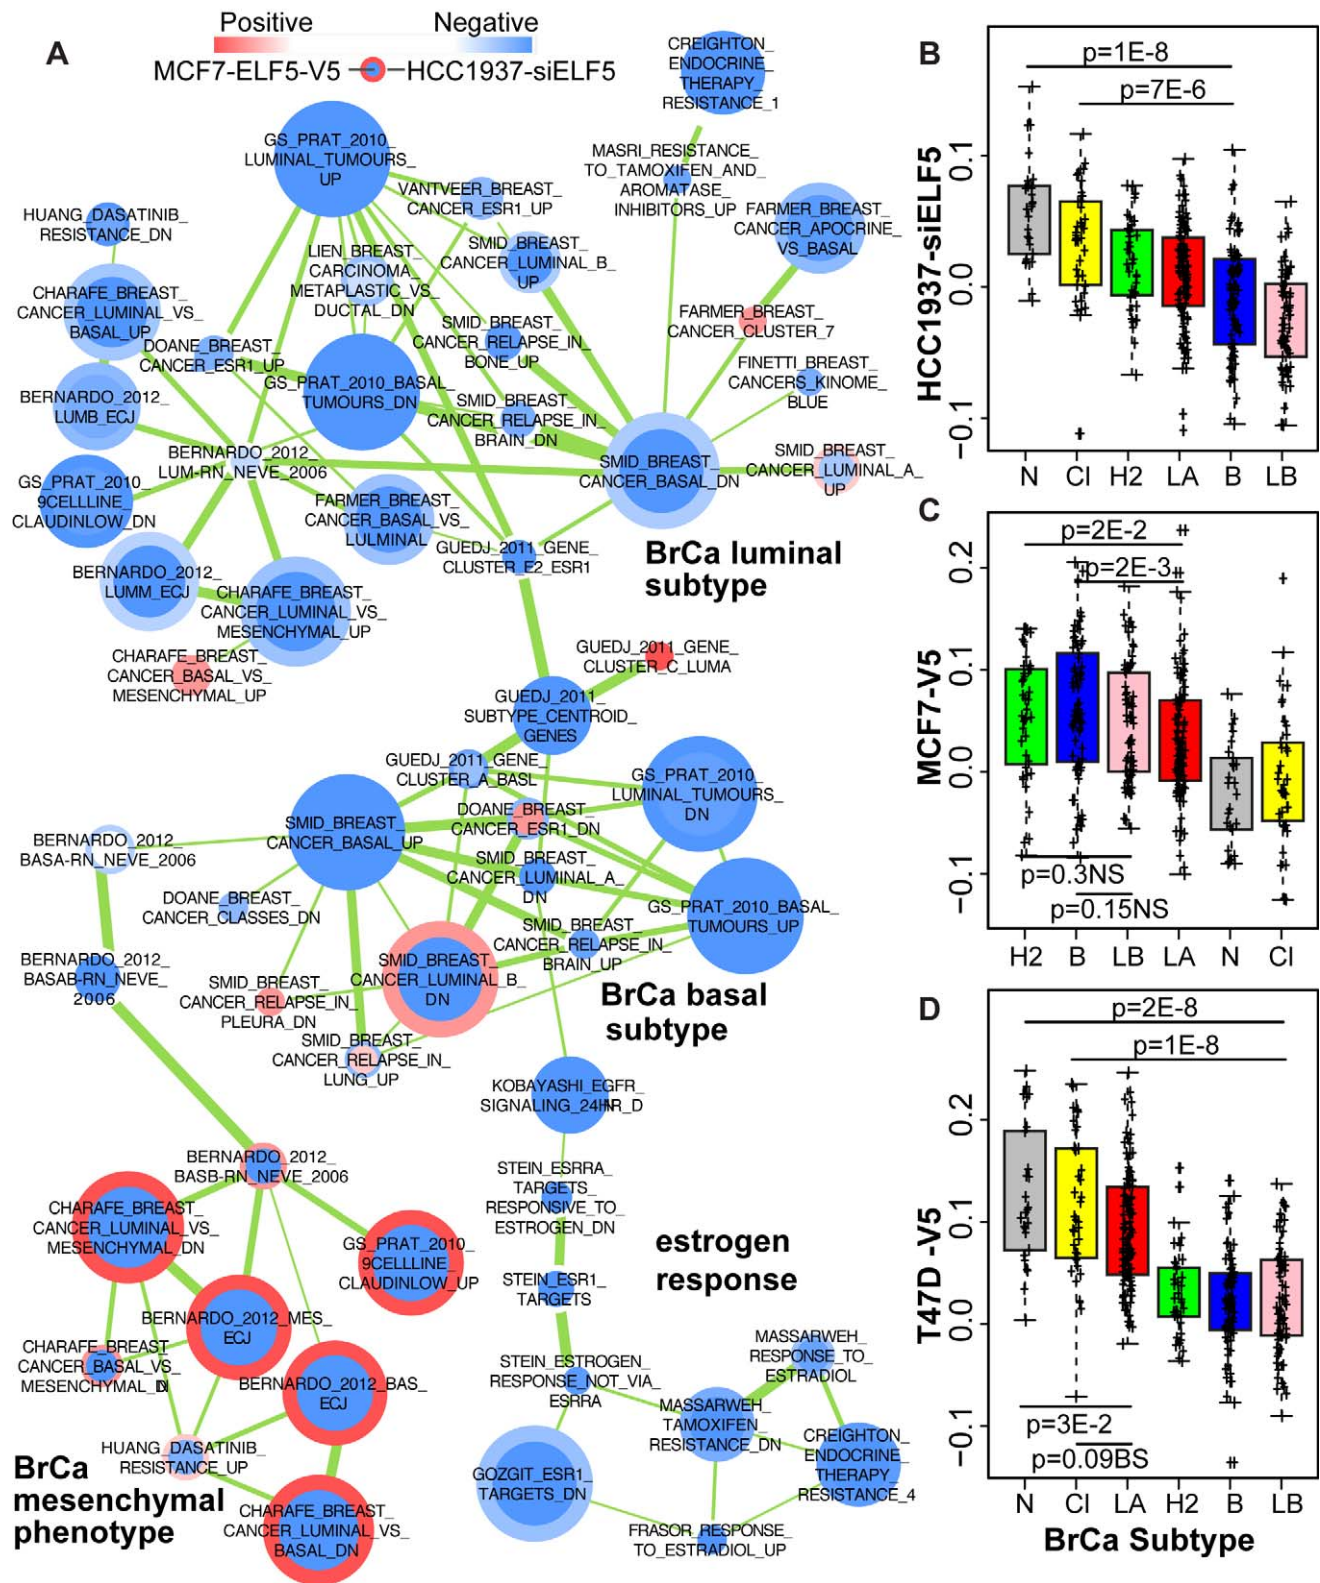 A
Positive
Negative
MCF7-ELF5-V5
HCC1937-siELF5
CREIGHTON_
ENDOCRINE_
THERAPY
RESISTANCE_1
GS_PRAT_2010_
LUMINAL_TUMOURS_
UP
MASRI_RESISTANCE_
TO_TAMOXIFEN_AND_
AROMATASE_
INHIBITORS_UP
VANTVEER_BREAST_
CANCER_ESR1_UP
HUANG_DASATINIB_
RESISTANCE_DN
FARMER_BREAST_
CANCER_APOCRINE_
VS_BASAL
LIEN_BREAST_
CARCINOMA_
METAPLASTIC_VS_
DUCTAL_DN
SMID_BREAST_
CANCER_LUMINAL_B_
UP
CHARAFE_BREAST_
CANCER_LUMINAL_VS_
BASAL_UP
FARMER_BREAST_
CANCER_CLUSTER_7
SMID_BREAST_
CANCER_RELAPSE_IN_
BONE_UP
DOANE_BREAST_
CANCER_ESR1_UP
FINETTI_BREAST_
CANCERS_KINOME_
BLUE
GS_PRAT_2010_BASAL_
TUMOURS_DN
BERNARDO_2012_
LUMB_ECJ
SMID_BREAST_
CANCER_RELAPSE_IN_
BRAIN_DN
BERNARDO_2012_
LUM-RN_NEVE_2006
SMID_BREAST_
CANCER_BASAL_DN
SMID_BREAST_
CANCER_LUMINAL_A_
UP
GS_PRAT_2010_
9CELLLINE_
CLAUDINLOW_DN
FARMER_BREAST_
CANCER_BASAL_VS_
LULMINAL
GUEDJ_2011_GENE_
CLUSTER_E2_ESR1
BrCa luminal
subtype
BERNARDO_2012_
LUMM_ECJ
CHARAFE_BREAST_
CANCER_LUMINAL_VS_
MESENCHYMAL_UP
CHARAFE_BREAST_
CANCER_BASAL_VS_
MESENCHYMAL_UP
GUEDJ_2011_GENE_
CLUSTER_C_LUMA
GUEDJ_2011_
SUBTYPE_CENTROID_
GENES
GUEDJ_2011_GENE_
CLUSTER_A_BASL
GS_PRAT_2010_
LUMINAL_TUMOURS_
DN
DOANE_BREAST_
CANCER_ESR1_DN
SMID_BREAST_
CANCER_BASAL_UP
BERNARDO_2012_
BASA-RN_NEVE_2006
SMID_BREAST_
CANCER_LUMINAL_A_
DN
DOANE_BREAST_
CANCER_CLASSES_DN
GS_PRAT_2010_BASAL_
TUMOURS_UP
SMID_BREAST_
CANCER_RELAPSE_IN_
BRAIN_UP
BERNARDO_2012_
BASAB-RN_NEVE_
2006
SMID_BREAST_
CANCER_LUMINAL_B_
DN
SMID_BREAST_
CANCER_RELAPSE_IN_
PLEURA_DN
BrCa basal
subtype
SMID_BREAST_
CANCER_RELAPSE_IN_
LUNG_UP
KOBAYASHI_EGFR_
SIGNALING_24HR_D
BERNARDO_2012_
BASB-RN_NEVE_2006
STEIN_ESRRA_
TARGETS_
RESPONSIVE_TO_
ESTROGEN_DN
CHARAFE_BREAST_
CANCER_LUMINAL_VS_
MESENCHYMAL_DN
GS_PRAT_2010_
9CELLLINE_
CLAUDINLOW_UP
estrogen
response
STEIN_ESR1_
TARGETS
BERNARDO_2012_MES_
ECJ
CHARAFE_BREAST_
CANCER_BASAL_VS_
MESENCHYMAL_DN
STEIN_ESTROGEN_
RESPONSE_NOT_VIA_
ESRRA
MASSARWEH_
RESPONSE_TO_
ESTRADIOL
BERNARDO_2012_BAS_
ECJ
MASSARWEH_
TAMOXIFEN_
RESISTANCE_DN
HUANG_DASATINIB_
RESISTANCE_UP
CREIGHTON_
ENDOCRINE_
THERAPY_
RESISTANCE_4
GOZGIT_ESR1_
TARGETS_DN
BrCa
mesenchymal
phenotype
CHARAFE_BREAST_
CANCER_LUMINAL_VS_
BASAL_DN
FRASOR_RESPONSE_
TO_ESTRADIOL_UP
B
p=1E-8
p=7E-6
HCC1937-siELF5
0.1
0.0
−0.1
N CI H2 LA B LB
C
p=2E-2
p=2E-3
MCF7-V5
0.2
0.1
0.0
−0.1
p=0.3NS
p=0.15NS
H2 B LB LA N CI
D
p=2E-8
p=1E-8
T47D -V5
0.2
0.1
0.0
−0.1
p=3E-2
p=0.09BS
N CI LA H2 B LB
BrCa Subtype